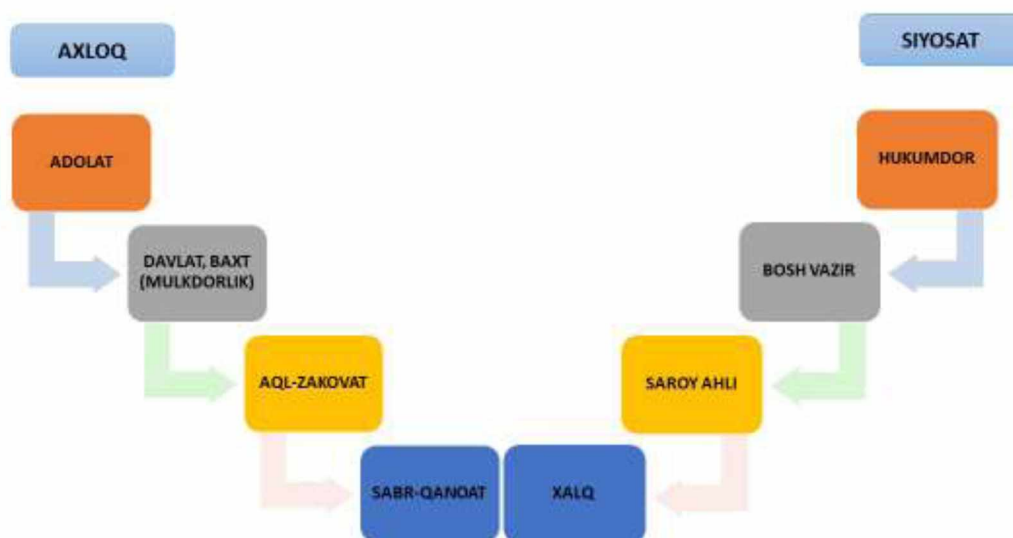 AXLOQ
SIYOSAT
ADOLAT
HUKUMDOR
DAVLAT, BAXT
(MULKDORLIK)
BOSH VAZIR
AQL-ZAKOVAT
SAROY AHLI
SABR-QANOAT
XALQ